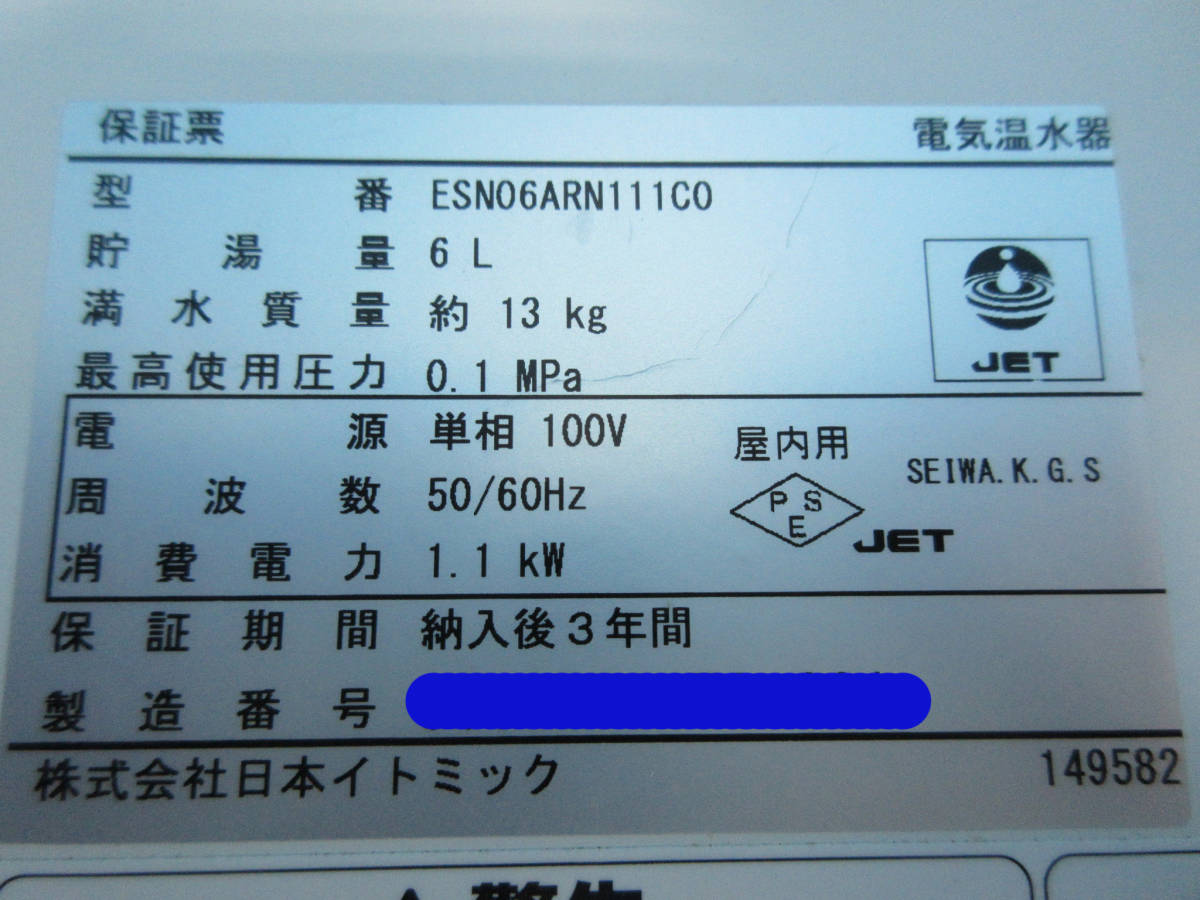 保証票 電気温水器
型番 ESN06ARN111C0
貯湯量 6 L
満水質量 約 13 kg
最高使用圧力 0.1 MPa
JET
電源 単相 100V
屋内用
周波数 50/60Hz
PSE
SEIWA.K.G.S
JET
消費電力 1.1 kW
保証期間 納入後3年間
製造番号
株式会社日本イトミック 149582
警告